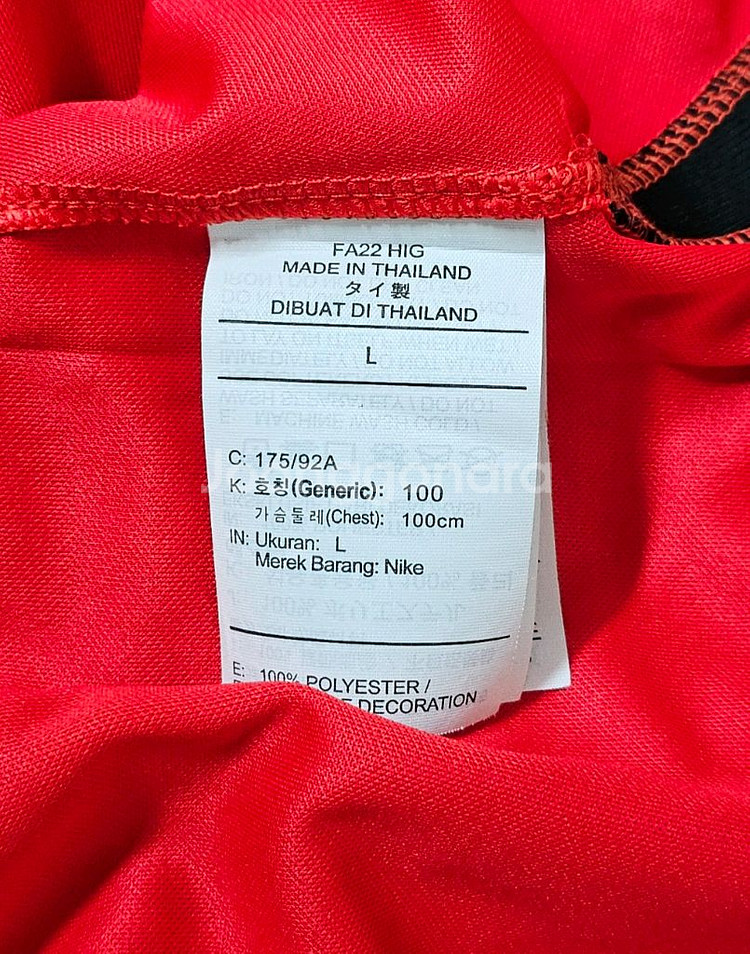 FA22 HIG
MADE IN THAILAND
タイ製
DIBUAT DI THAILAND
L
C: 175/92A
K: 호칭(Generic): 100
가슴둘레(Chest): 100cm
IN: Ukuran: L
Merek Barang: Nike
E: 100% POLYESTER /
DECORATION